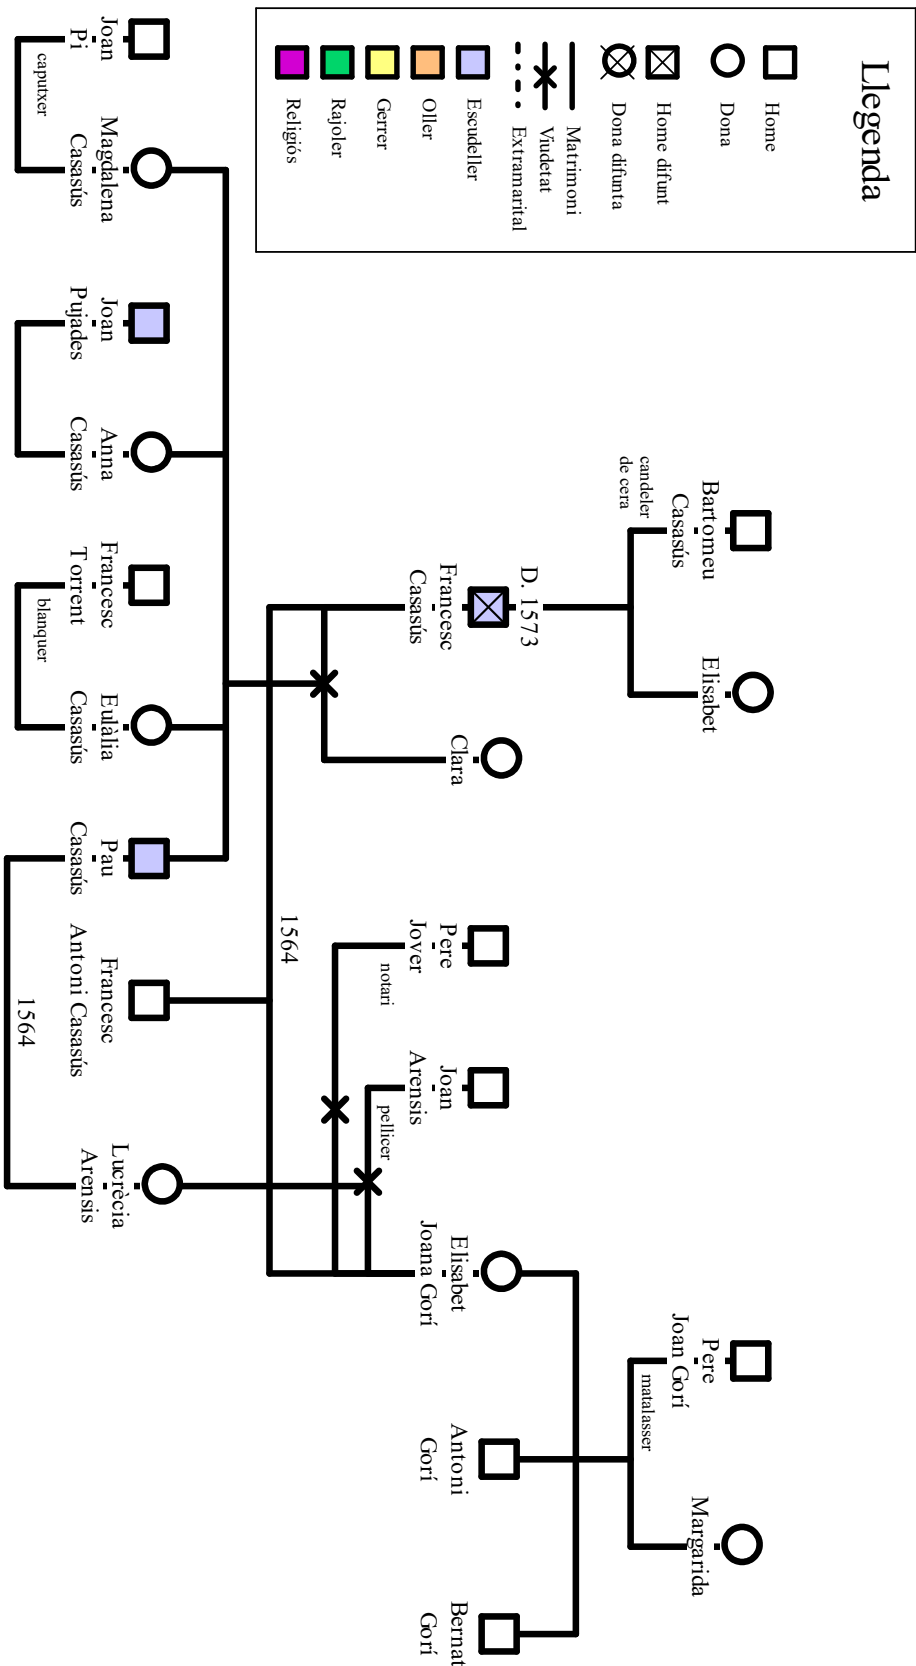 Llegenda
Home
Dona
Home difunt
Dona difunta
Matrimoni
Viudetat
Extramarital
Escudeller
Oller
Gerrer
Rajoler
Religiós
Bartomeu
Casasús
candeler
de cera
Elisabet
Pere
Joan Gorí
matalasser
Margarida
D. 1573
Francesc
Casasús
Clara
Pere
Jover
notari
Joan
Arensis
pellicer
Elisabet
Joana Gorí
Antoni
Gorí
Bernat
Gorí
1564
Joan
Pi
caputxer
Magdalena
Casasús
Joan
Pujades
Anna
Casasús
Francesc
Torrent
blanquer
Eulàlia
Casasús
Pau
Casasús
Francesc
Antoni Casasús
Lucrècia
Arensis
1564